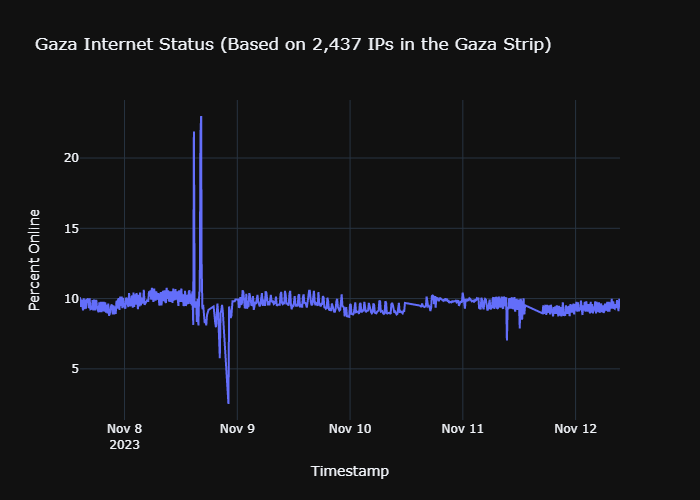 Gaza Internet Status (Based on 2,437 IPs in the Gaza Strip)
Percent Online
20
15
10
5
Nov 8
2023
Nov 9
Nov 10
Nov 11
Nov 12
Timestamp